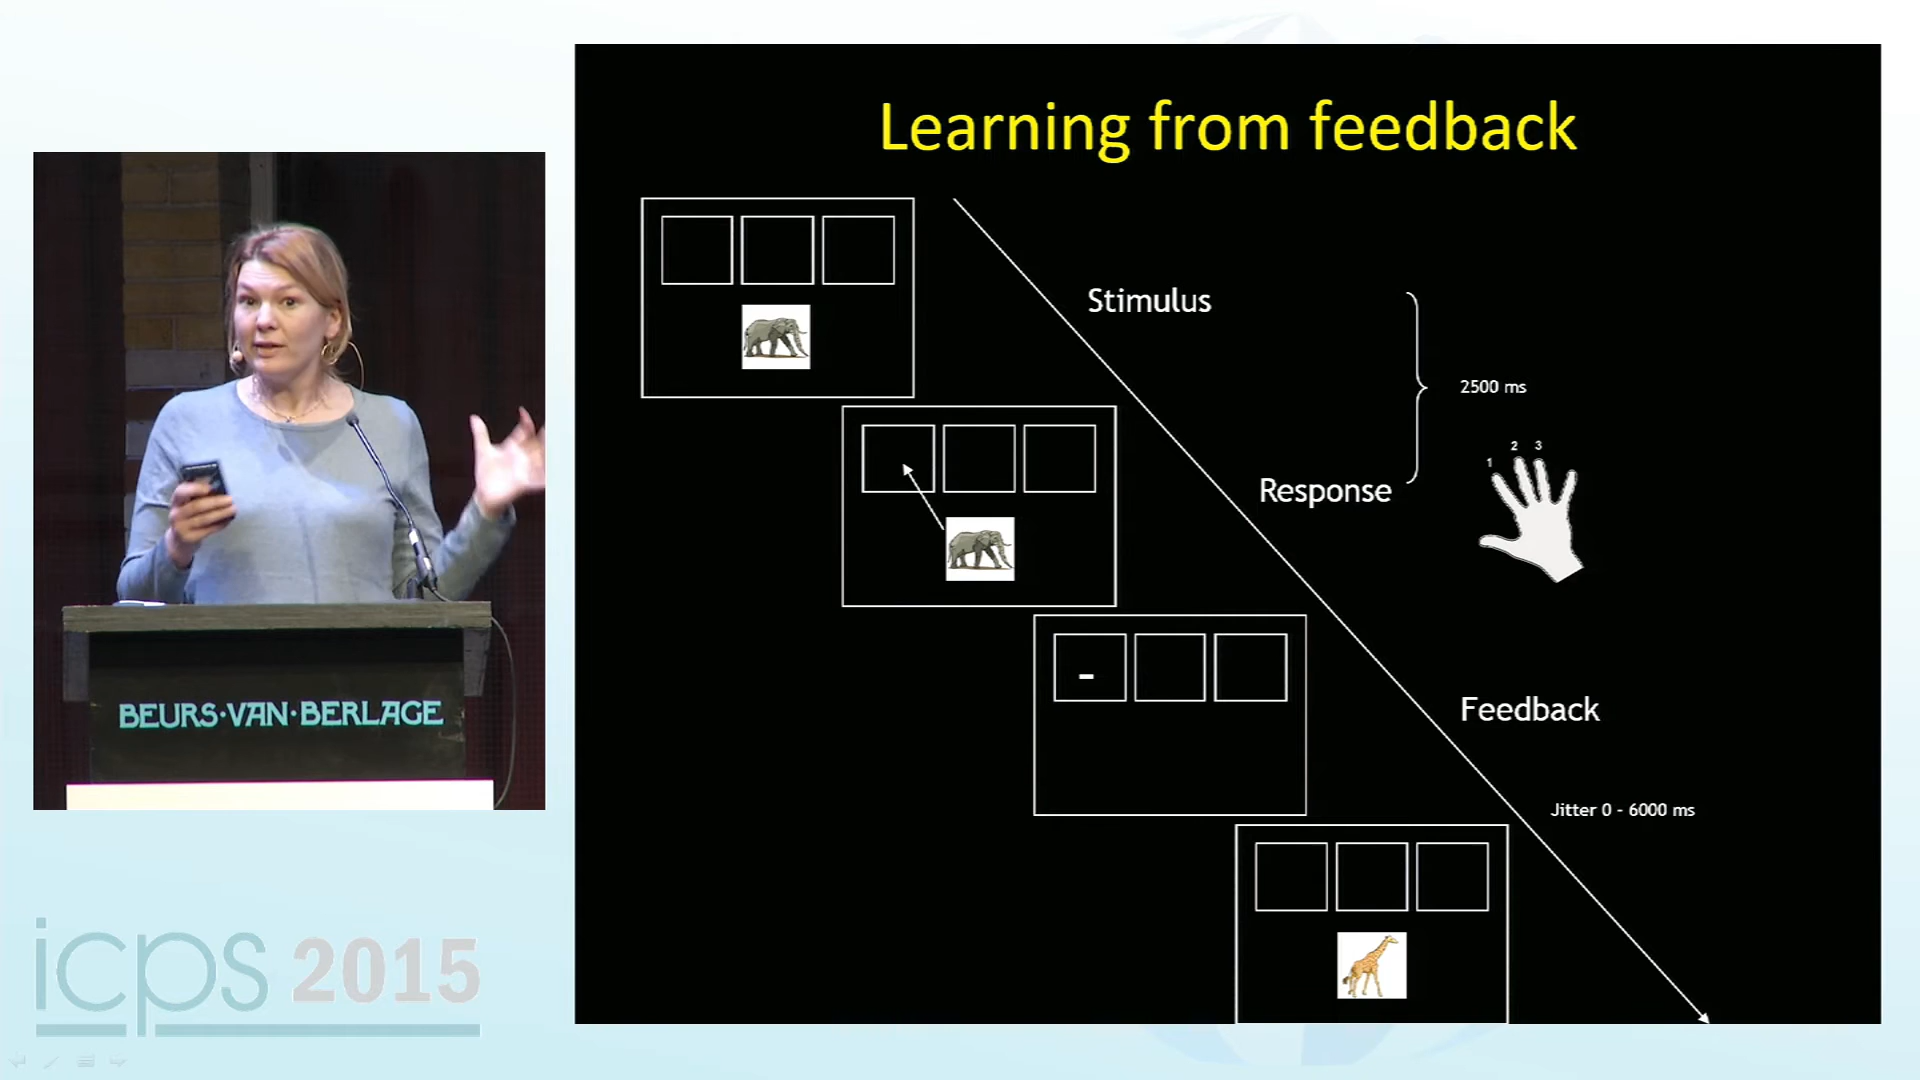 Learning from feedback
Stimulus
2500 ms
1 2 3
Response
-
Feedback
Jitter 0 - 6000 ms
BEURS·VAN·BERLAGE
icps 2015